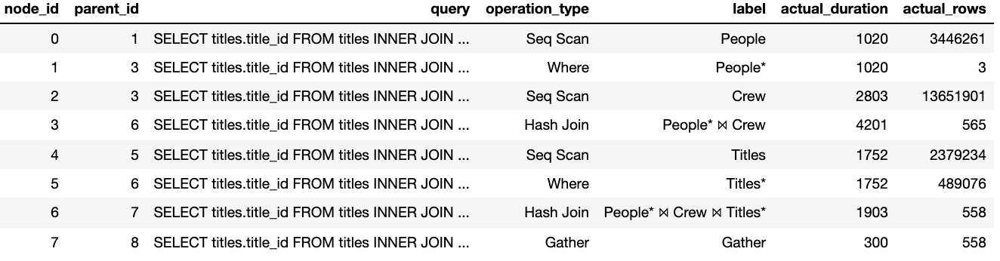 node_id parent_id query operation_type label actual_duration actual_rows
0 1 SELECT titles.title_id FROM titles INNER JOIN ... Seq Scan People 1020 3446261
1 3 SELECT titles.title_id FROM titles INNER JOIN ... Where People* 1020 3
2 3 SELECT titles.title_id FROM titles INNER JOIN ... Seq Scan Crew 2803 13651901
3 6 SELECT titles.title_id FROM titles INNER JOIN ... Hash Join People* ⋈ Crew 4201 565
4 5 SELECT titles.title_id FROM titles INNER JOIN ... Seq Scan Titles 1752 2379234
5 6 SELECT titles.title_id FROM titles INNER JOIN ... Where Titles* 1752 489076
6 7 SELECT titles.title_id FROM titles INNER JOIN ... Hash Join People* ⋈ Crew ⋈ Titles* 1903 558
7 8 SELECT titles.title_id FROM titles INNER JOIN ... Gather Gather 300 558